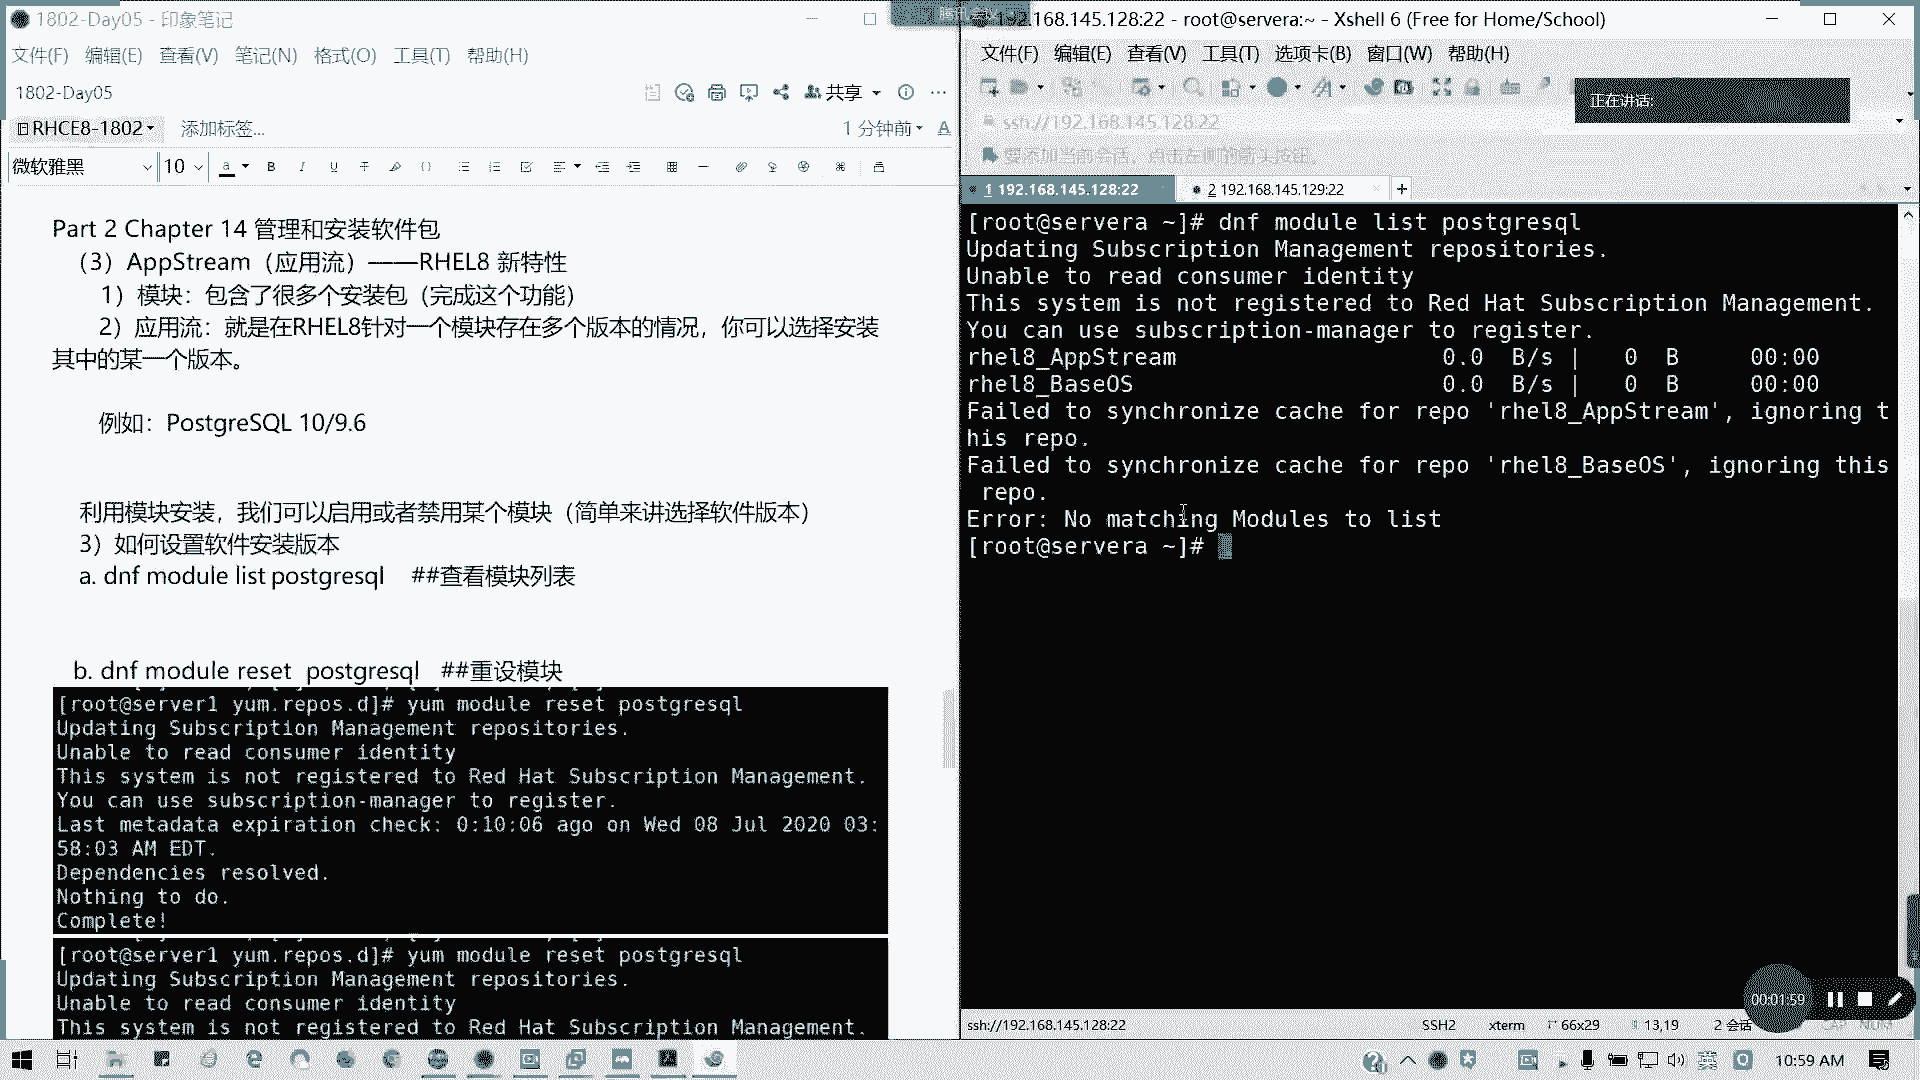 1802-Day05 - 印象笔记
文件(F) 编辑(E) 查看(V) 笔记(N) 格式(O) 工具(T) 帮助(H)
1802-Day05
共享
RHCE8-1802
添加标签...
1 分钟前
微软雅黑
10
Part 2 Chapter 14 管理和安装软件包
（3）AppStream（应用流）——RHEL8 新特性
1）模块：包含了很多个安装包（完成这个功能）
2）应用流：就是在RHEL8针对一个模块存在多个版本的情况，你可以选择安装
其中的某一个版本。
例如：PostgreSQL 10/9.6
利用模块安装，我们可以启用或者禁用某个模块（简单来讲选择软件版本）
3）如何设置软件安装版本
a. dnf module list postgresql ##查看模块列表
b. dnf module reset postgresql ##重设模块
[root@server1 yum.repos.d]# yum module reset postgresql
Updating Subscription Management repositories.
Unable to read consumer identity
This system is not registered to Red Hat Subscription Management.
You can use subscription-manager to register.
Last metadata expiration check: 0:10:06 ago on Wed 08 Jul 2020 03:
58:03 AM EDT.
Dependencies resolved.
Nothing to do.
Complete!
[root@server1 yum.repos.d]# yum module reset postgresql
Updating Subscription Management repositories.
Unable to read consumer identity
This system is not registered to Red Hat Subscription Management.
192.168.145.128:22 - root@servera:~ - Xshell 6 (Free for Home/School)
文件(F) 编辑(E) 查看(V) 工具(T) 选项卡(B) 窗口(W) 帮助(H)
正在讲话:
ssh://192.168.145.128:22
要添加当前会话，点击左侧的箭头按钮。
1 192.168.145.128:22
2 192.168.145.129:22
[root@servera ~]# dnf module list postgresql
Updating Subscription Management repositories.
Unable to read consumer identity
This system is not registered to Red Hat Subscription Management.
You can use subscription-manager to register.
rhel8_AppStream 0.0 B/s | 0 B 00:00
rhel8_BaseOS 0.0 B/s | 0 B 00:00
Failed to synchronize cache for repo 'rhel8_AppStream', ignoring t
his repo.
Failed to synchronize cache for repo 'rhel8_BaseOS', ignoring this
repo.
Error: No matching Modules to list
[root@servera ~]#
00:01:59
ssh://192.168.145.128:22
SSH2 xterm 66x29 13,19 2 会话 CAP NUM
英
10:59 AM